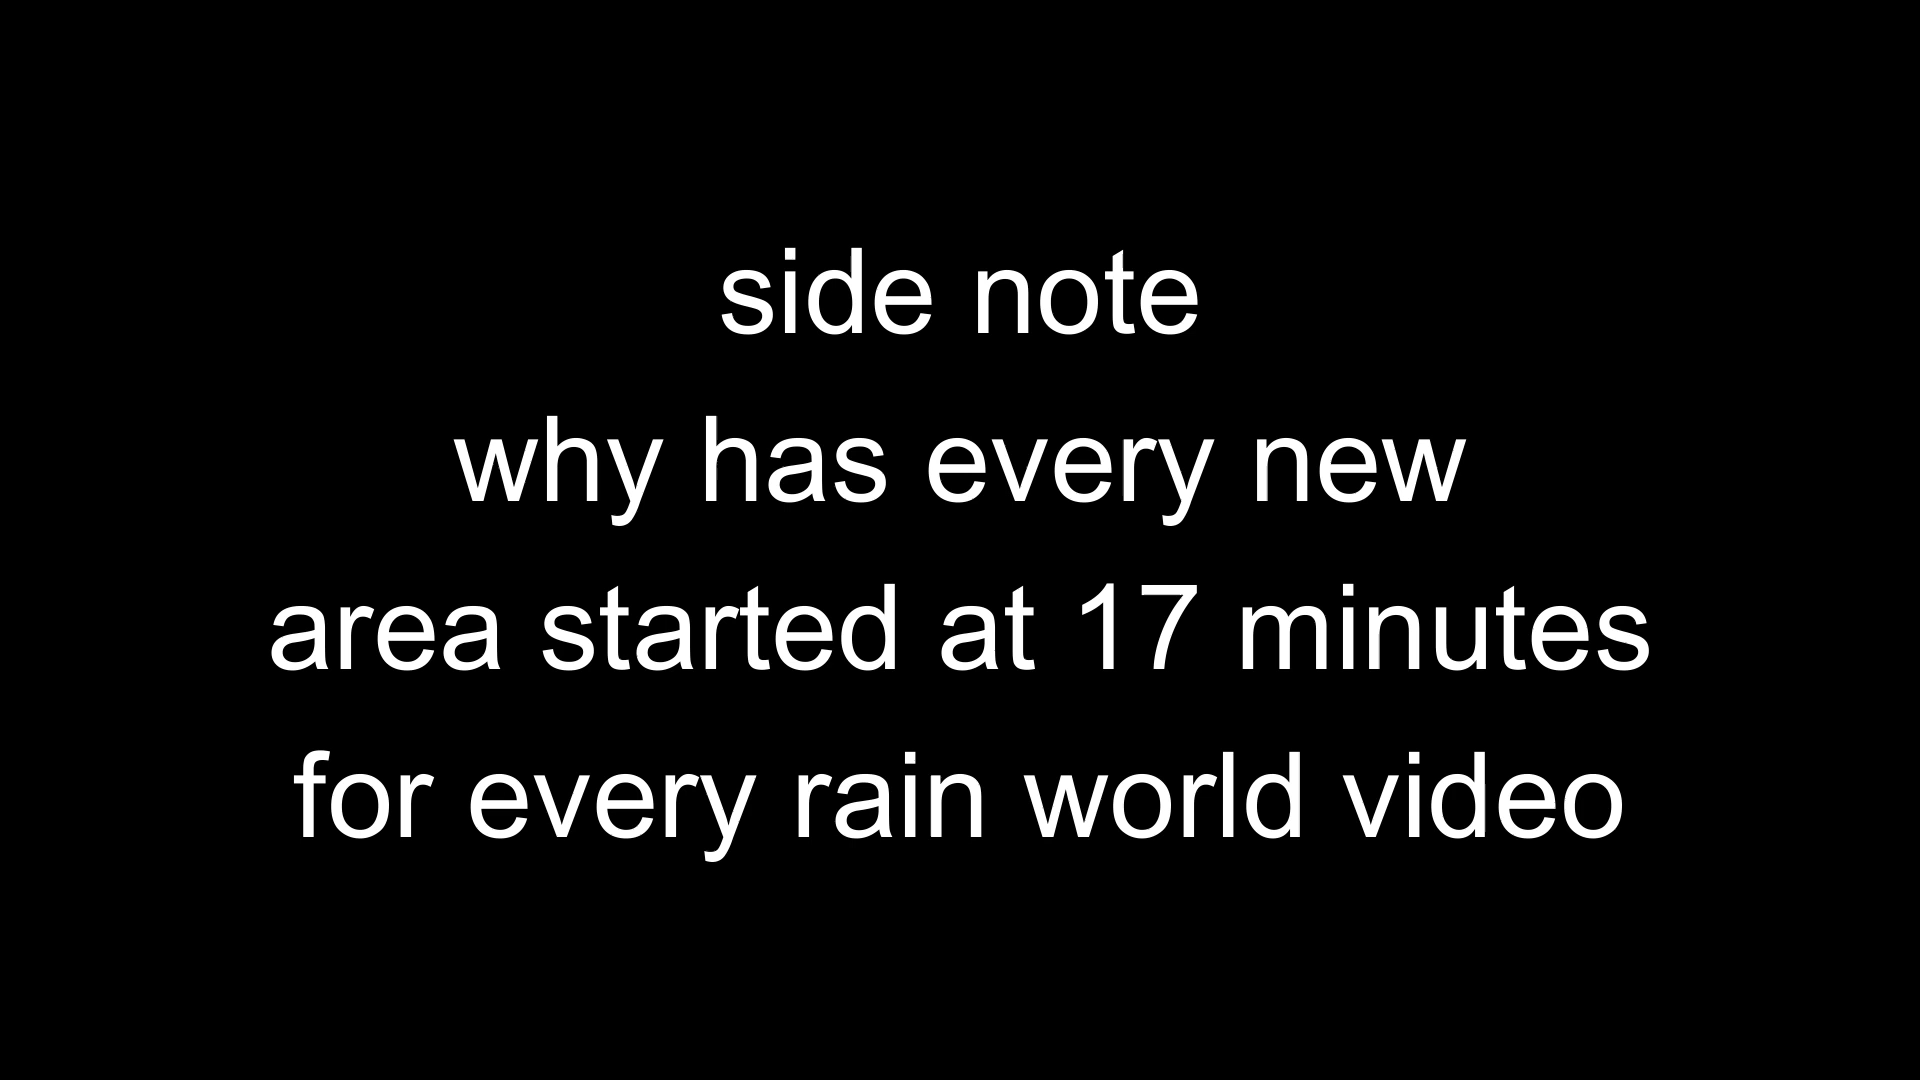 side note
why has every new
area started at 17 minutes
for every rain world video